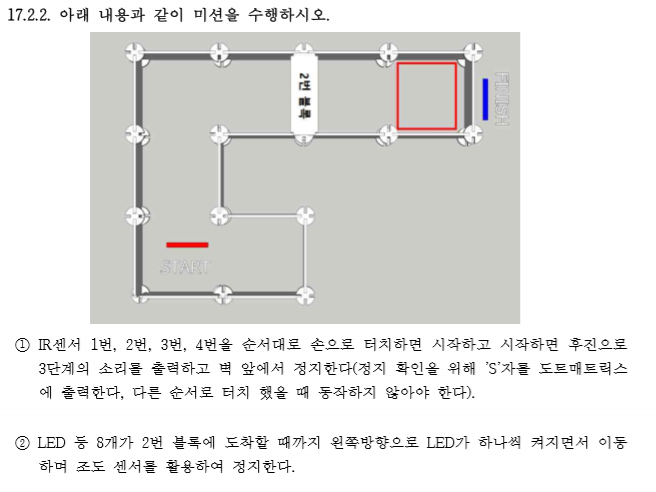 17.2.2. 아래 내용과 같이 미션을 수행하시오.
2번 블록
FINISH
START
① IR센서 1번, 2번, 3번, 4번을 순서대로 손으로 터치하면 시작하고 시작하면 후진으로
3단계의 소리를 출력하고 벽 앞에서 정지한다(정지 확인을 위해 'S'자를 도트매트릭스
에 출력한다, 다른 순서로 터치 했을 때 동작하지 않아야 한다).
② LED 등 8개가 2번 블록에 도착할 때까지 왼쪽방향으로 LED가 하나씩 켜지면서 이동
하며 조도 센서를 활용하여 정지한다.